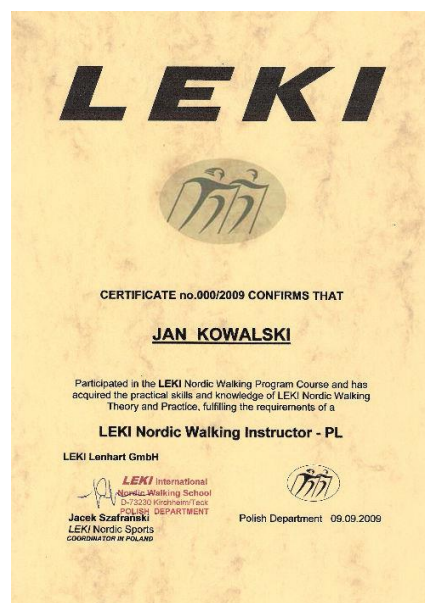 LEKI
CERTIFICATE no.000/2009 CONFIRMS THAT
JAN KOWALSKI
Participated in the LEKI Nordic Walking Program Course and has
acquired the practical skills and knowledge of LEKI Nordic Walking
Theory and Practice, fulfilling the requirements of a
LEKI Nordic Walking Instructor - PL
LEKI Lenhart GmbH
LEKI International
Nordic Walking School
D-73230 Kirchheim/Teck
POLISH DEPARTMENT
Jacek Szafranski
LEKI Nordic Sports
COORDINATOR IN POLAND
Polish Department 09.09.2009